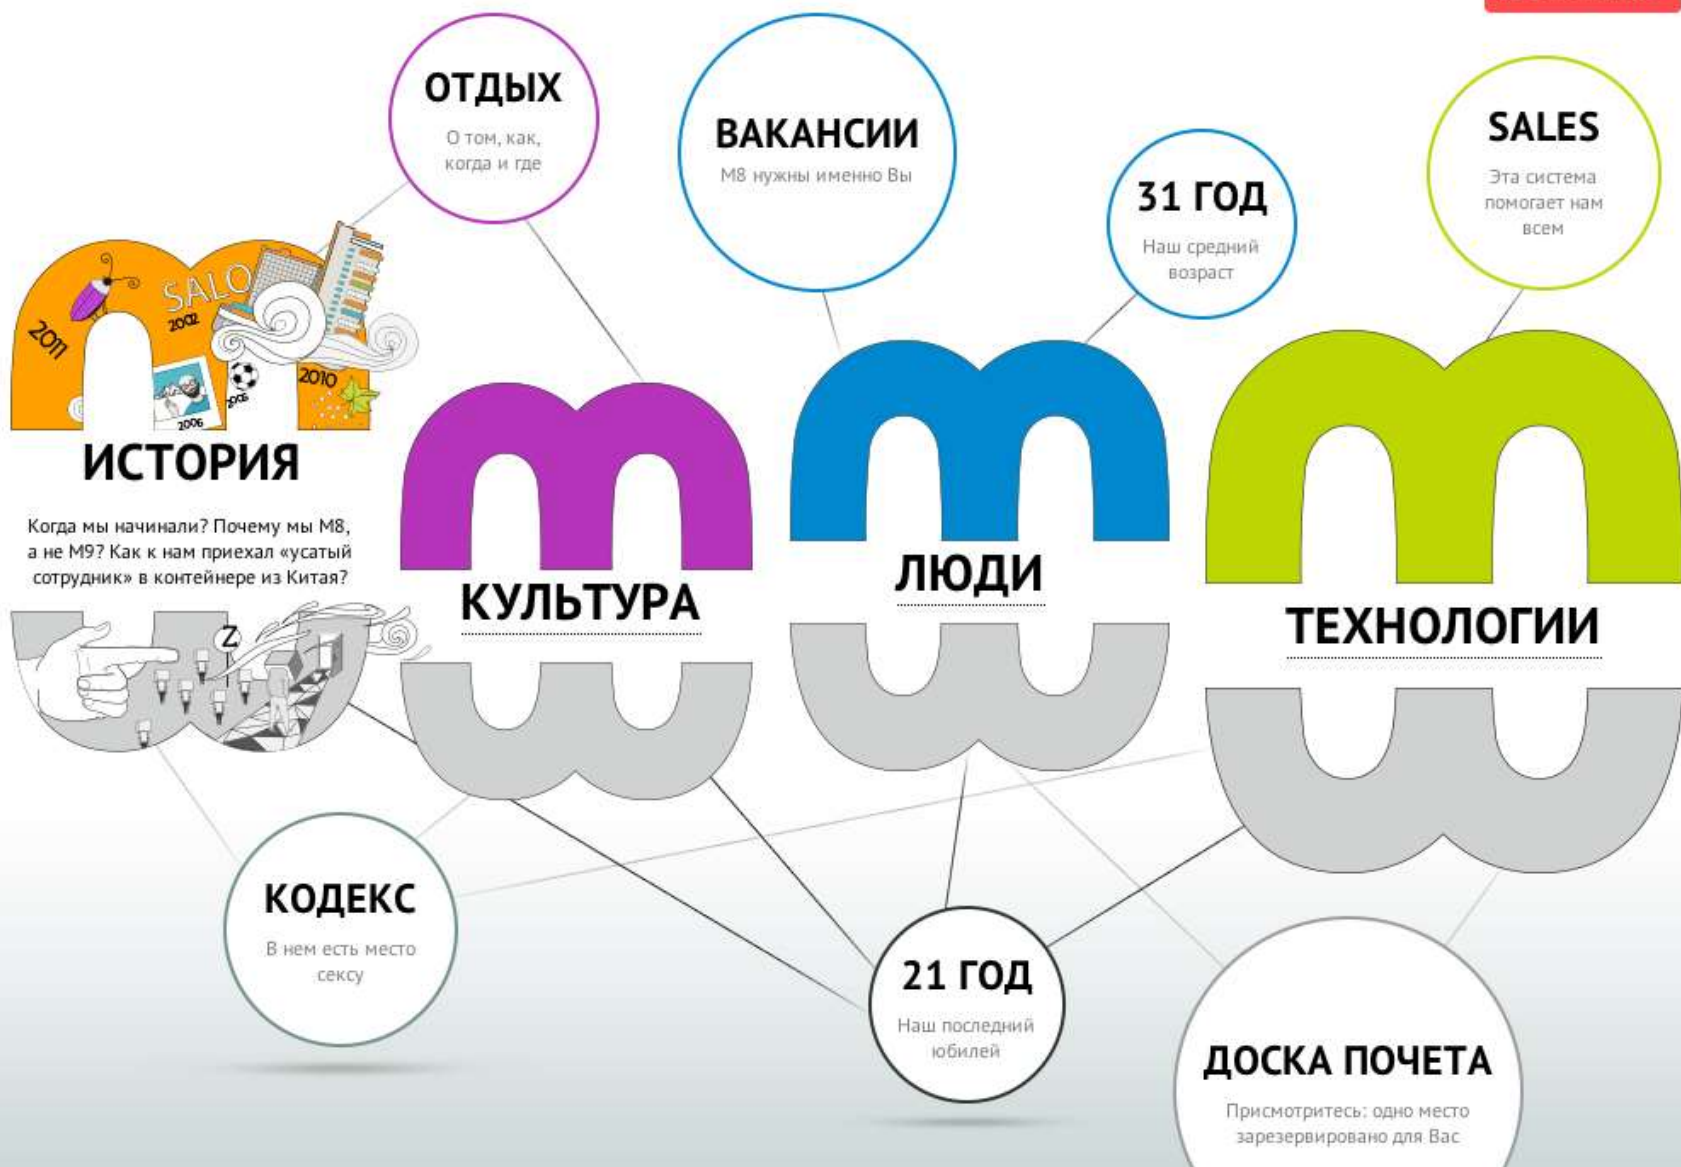 ОТДЫХ
О том, как,
когда и где
ВАКАНСИИ
М8 нужны именно Вы
31 ГОД
Наш средний
возраст
SALES
Эта система
помогает нам
всем
2011
SALO
2002
2006
2005
2010
ИСТОРИЯ
Когда мы начинали? Почему мы М8,
а не М9? Как к нам приехал «усатый
сотрудник» в контейнере из Китая?
Z
КУЛЬТУРА
ЛЮДИ
ТЕХНОЛОГИИ
КОДЕКС
В нем есть место
сексу
21 ГОД
Наш последний
юбилей
ДОСКА ПОЧЕТА
Присмотритесь: одно место
зарезервировано для Вас